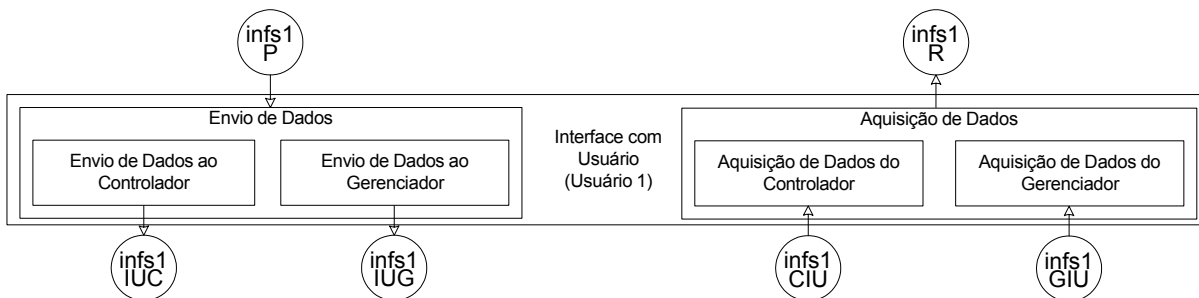 infs1
P
infs1
R
Envio de Dados
Envio de Dados ao
Controlador
Envio de Dados ao
Gerenciador
Interface com
Usuário
(Usuário 1)
Aquisição de Dados
Aquisição de Dados do
Controlador
Aquisição de Dados do
Gerenciador
infs1
IUC
infs1
IUG
infs1
CIU
infs1
GIU